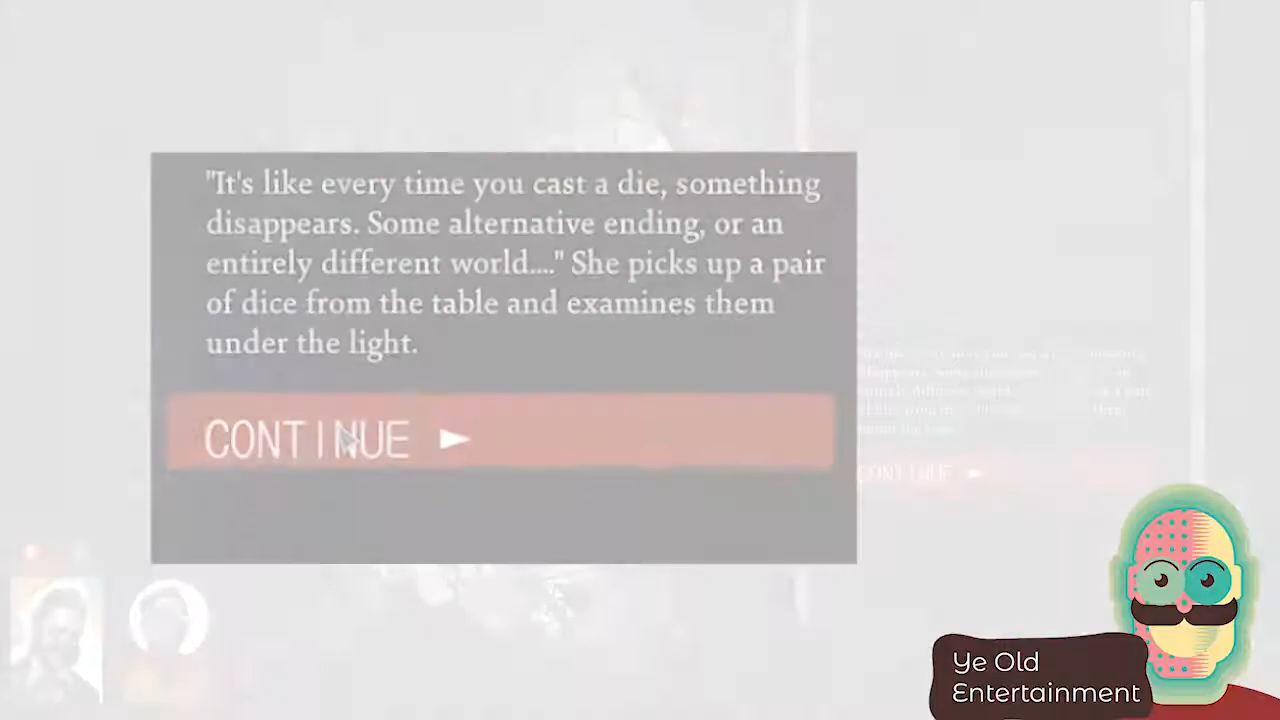 "It's like every time you cast a die, something
disappears. Some alternative ending, or an
entirely different world...." She picks up a pair
of dice from the table and examines them
under the light.
CONTINUE
CONTINUE
Ye Old
Entertainment